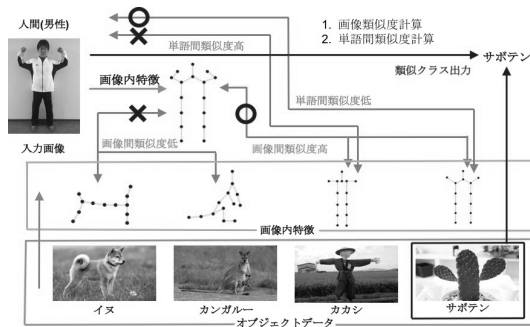 人間(男性)
1. 画像類似度計算
2. 単語間類似度計算
単語間類似度高
サボテン
類似クラス出力
画像内特徴
単語間類似度低
入力画像
画像間類似度低
画像間類似度高
画像内特徴
イヌ
カンガルー
カカシ
サボテン
オブジェクトデータ